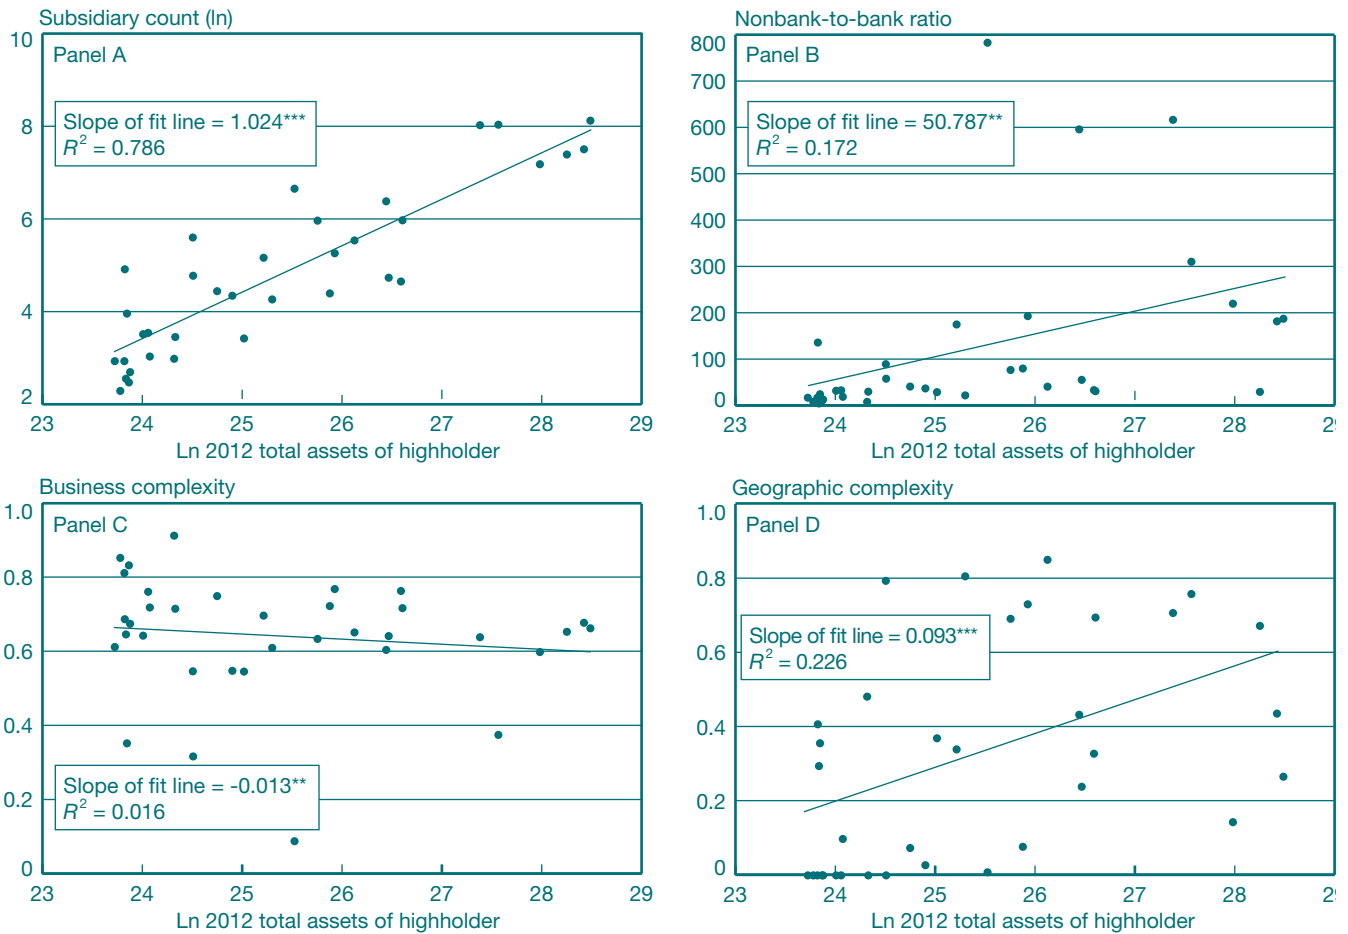 Subsidiary count (ln)
Panel A
Slope of fit line = 1.024***
R² = 0.786
10
8
6
4
2
23 24 25 26 27 28 29
Ln 2012 total assets of highholder
Nonbank-to-bank ratio
Panel B
Slope of fit line = 50.787**
R² = 0.172
800
700
600
500
400
300
200
100
0
23 24 25 26 27 28
Ln 2012 total assets of highholder
Business complexity
Panel C
Slope of fit line = -0.013**
R² = 0.016
1.0
0.8
0.6
0.4
0.2
0
23 24 25 26 27 28 29
Ln 2012 total assets of highholder
Geographic complexity
Panel D
Slope of fit line = 0.093***
R² = 0.226
1.0
0.8
0.6
0.4
0.2
0
23 24 25 26 27 28
Ln 2012 total assets of highholder